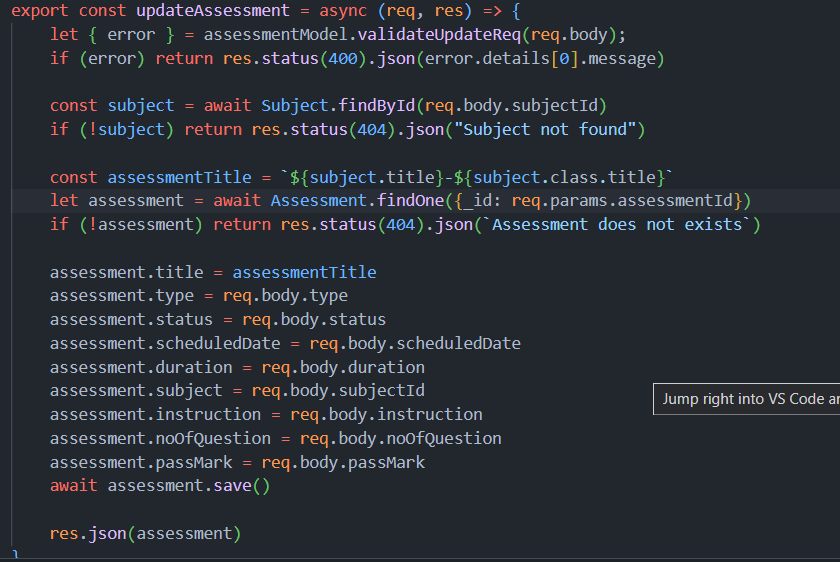 export const updateAssessment = async (req, res) => {
    let { error } = assessmentModel.validateUpdateReq(req.body);
    if (error) return res.status(400).json(error.details[0].message)

    const subject = await Subject.findById(req.body.subjectId)
    if (!subject) return res.status(404).json("Subject not found")

    const assessmentTitle = `${subject.title}-${subject.class.title}`
    let assessment = await Assessment.findOne({_id: req.params.assessmentId})
    if (!assessment) return res.status(404).json(`Assessment does not exists`)

    assessment.title = assessmentTitle
    assessment.type = req.body.type
    assessment.status = req.body.status
    assessment.scheduledDate = req.body.scheduledDate
    assessment.duration = req.body.duration
    assessment.subject = req.body.subjectId
    Jump right into VS Code an
    assessment.instruction = req.body.instruction
    assessment.noOfQuestion = req.body.noOfQuestion
    assessment.passMark = req.body.passMark
    await assessment.save()

    res.json(assessment)
}